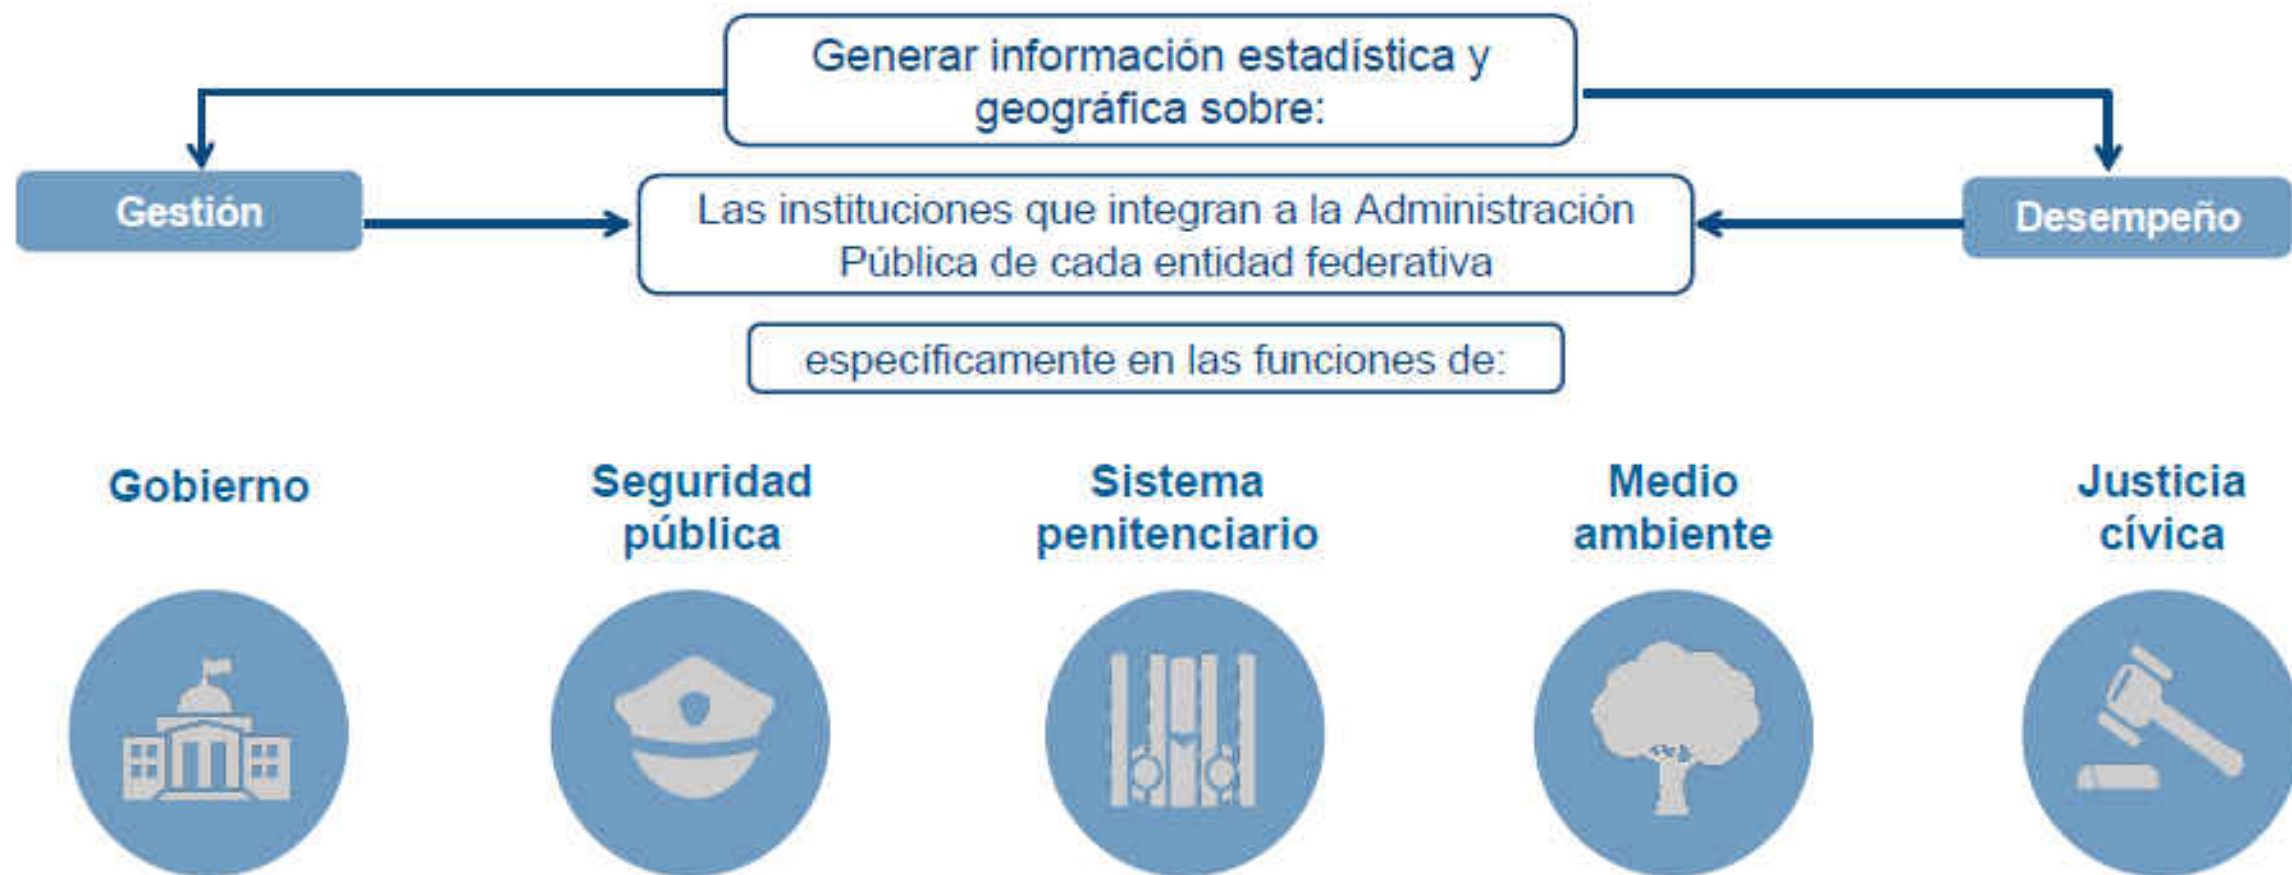 Generar información estadística y
geográfica sobre:
Gestión
Las instituciones que integran a la Administración
Pública de cada entidad federativa
Desempeño
específicamente en las funciones de:
Gobierno
Seguridad
pública
Sistema
penitenciario
Medio
ambiente
Justicia
cívica